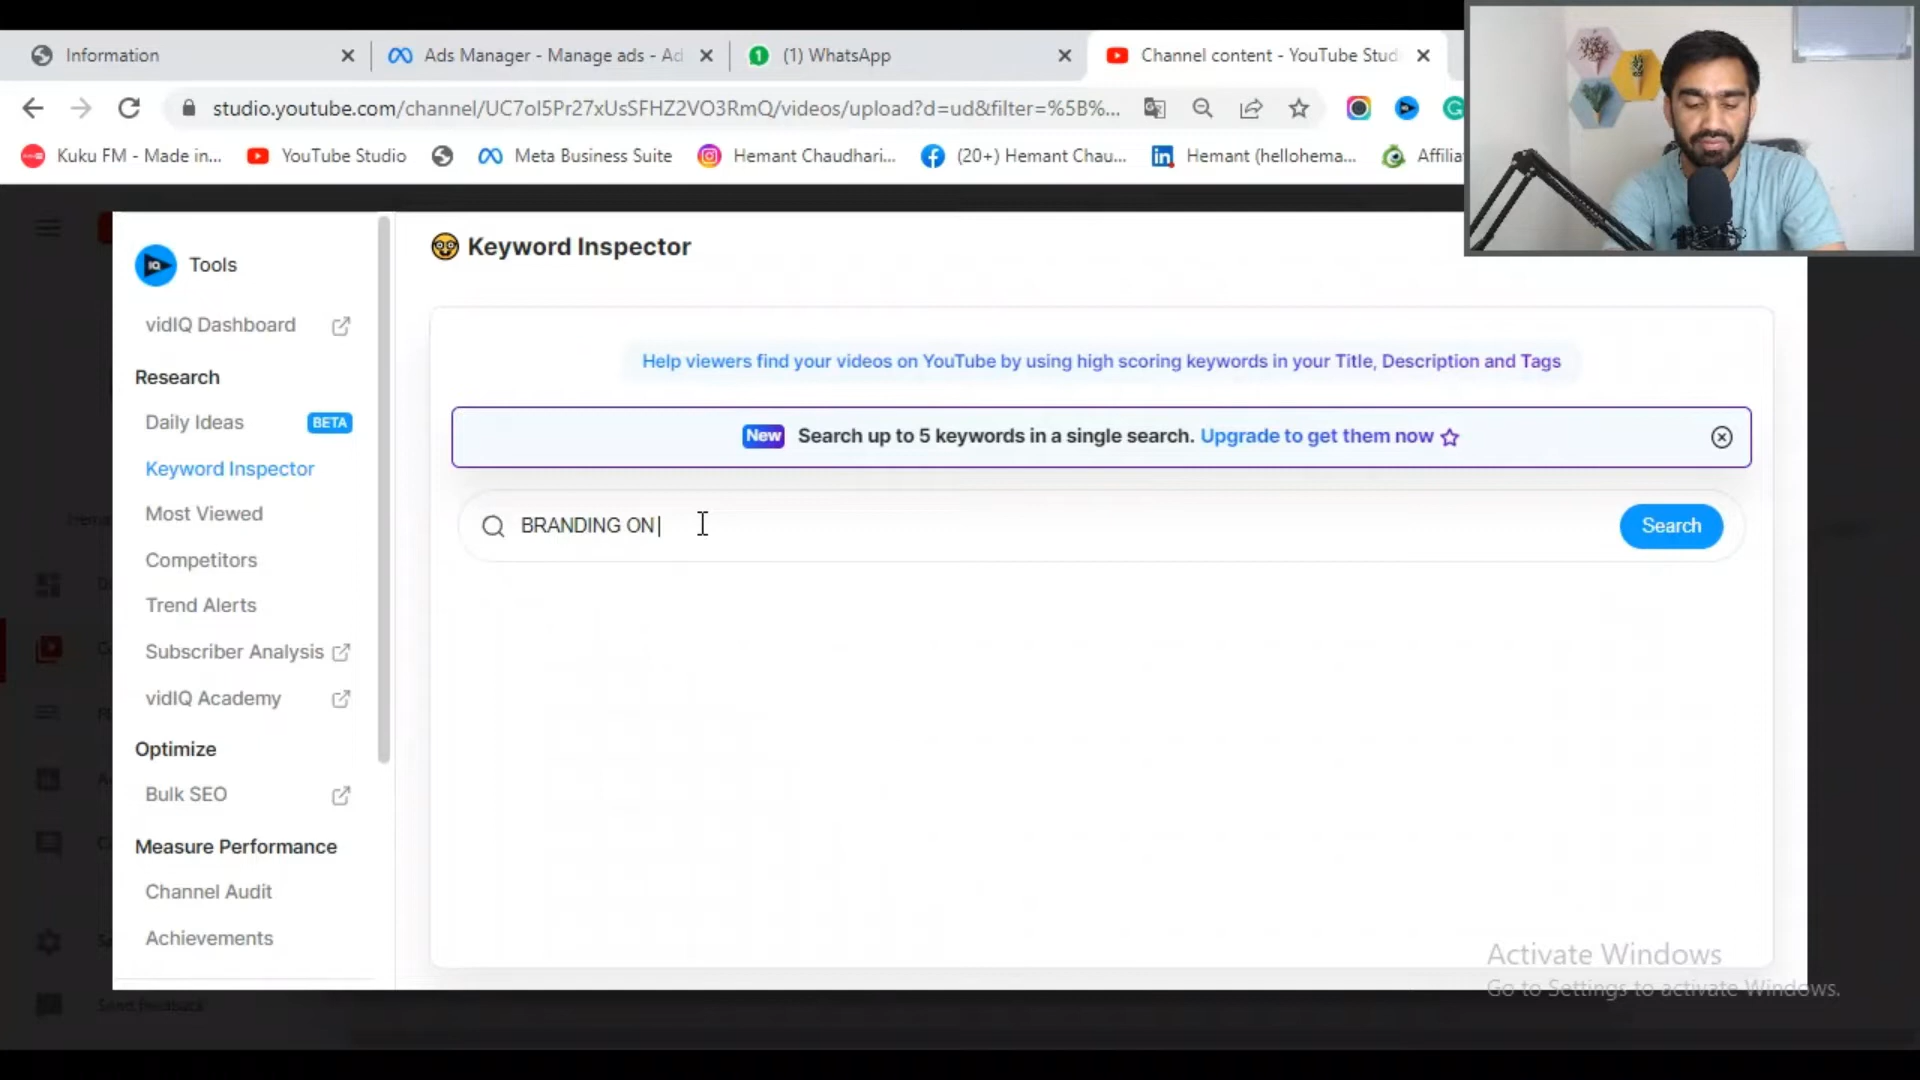 Information
Ads Manager - Manage ads - Ad
(1) WhatsApp
Channel content - YouTube Stud
studio.youtube.com/channel/UC7ol5Pr27xUsSFHZ2VO3RmQ/videos/upload?d=ud&filter=%5B%...
Kuku FM - Made in...
YouTube Studio
Meta Business Suite
Hemant Chaudhari...
(20+) Hemant Chau...
Hemant (hellohema...
Affilia
Tools
vidIQ Dashboard
Research
Daily Ideas BETA
Keyword Inspector
Most Viewed
Competitors
Trend Alerts
Subscriber Analysis
vidIQ Academy
Optimize
Bulk SEO
Measure Performance
Channel Audit
Achievements
Send feedback
Keyword Inspector
Help viewers find your videos on YouTube by using high scoring keywords in your Title, Description and Tags
New Search up to 5 keywords in a single search. Upgrade to get them now
BRANDING ON
Search
Activate Windows
Go to Settings to activate Windows.